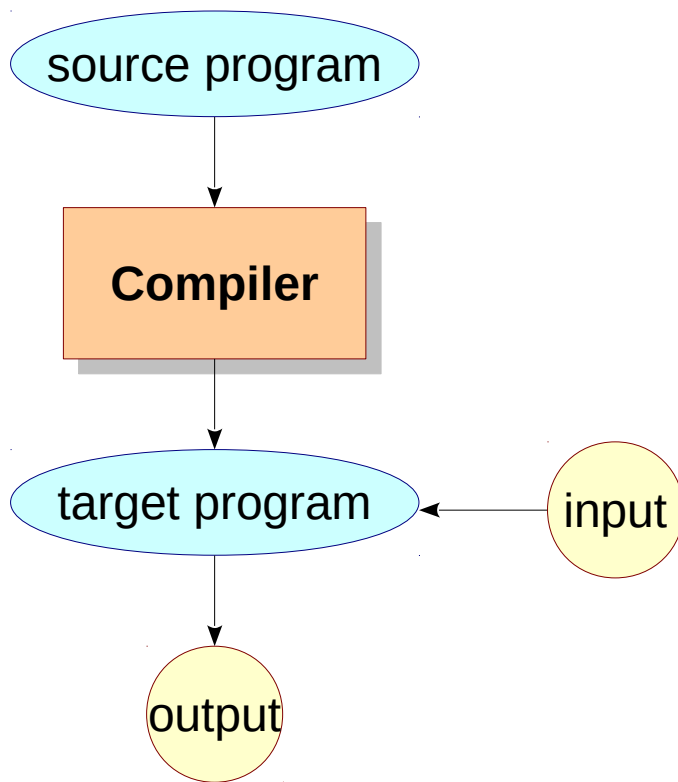 source program
Compiler
target program
input
output